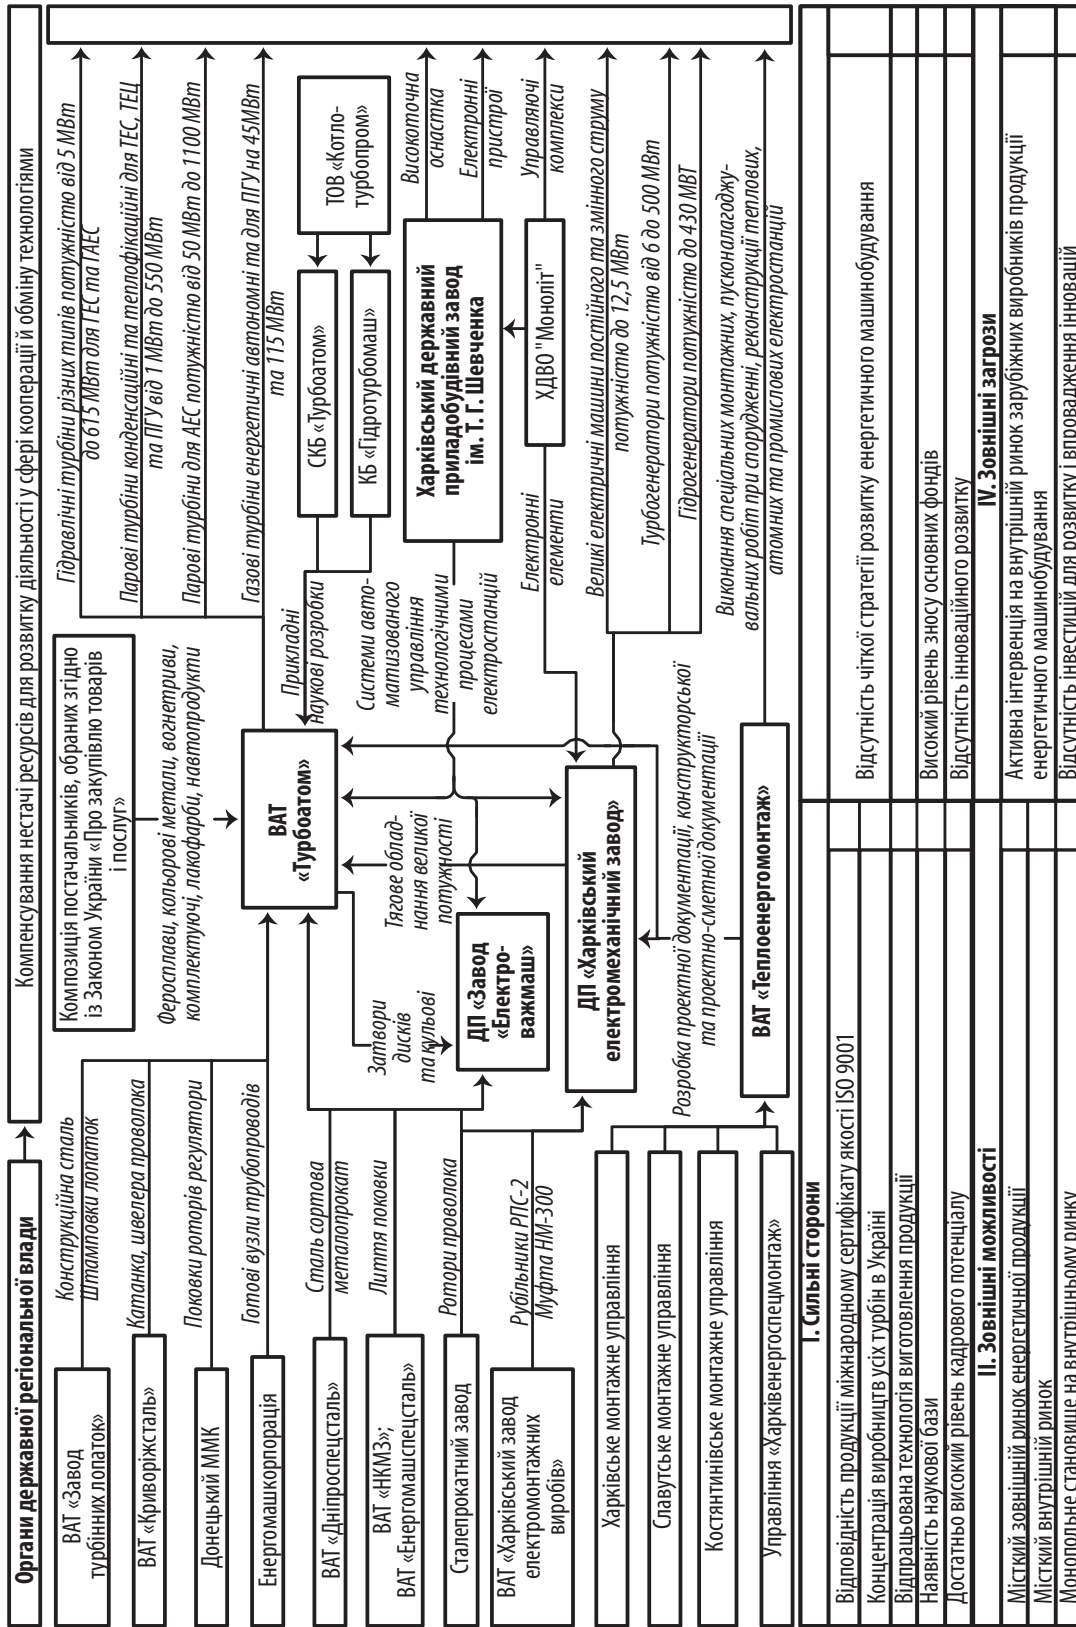 Органи державної регіональної влади
Компенсування нестачі ресурсів для розвитку діяльності у сфері кооперації й обміну технологіями
ВАТ «Завод
турбінних лопаток»
ВАТ «Криворіжсталь»
Донецький ММК
Енергомашкорпорація
ВАТ «Дніпроспецсталь»
ВАТ «НКМЗ»;
ВАТ «Енергомашспецсталь»
Сталепрокатний завод
ВАТ «Харківський завод
електромонтажних
виробів»
Харківське монтажне управління
Славутське монтажне управління
Костянтинівське монтажне управління
Управління «Харківенергоспецмонтаж»
Конструкційна сталь
Штамповки лопаток
Катанка, швелера проволока
Поковки роторів регулятори
Готові вузли трубопроводів
Сталь сортова
металопрокат
Лиття поковки
Ротори проволока
Рубільники РПС-2
Муфта НМ-300
Композиція постачальників, обраних згідно
із Законом України «Про закупівлю товарів
і послуг»
Феросплави, кольорові метали, вогнетриви,
комплектуючі, лакофарби, навтопродукти
ВАТ
«Турбоатом»
Затвори
дисків
та кульові
Тягове облад-
нання великої
потужності
ДП «Завод
«Електро-
важмаш»
ДП «Харківський
електромеханічний завод»
Розробка проектної документації, конструкторської
та проектно-сметної документації
ВАТ «Теплоенергомонтаж»
Прикладні
наукові розробки
Системи авто-
матизованого
управління
технологічними
процесами
електростанцій
Електронні
елементи
СКБ «Турбоатом»
КБ «Гідротурбомаш»
ТОВ «Котло-
турбопром»
Харківський державний
приладобудівний завод
ім. Т. Г. Шевченка
ХДВО "Моноліт"
Гідравлічні турбіни різних типів потужністю від 5 МВт
до 615 МВт для ГЕС та ГАЕС
Парові турбіни конденсаційні та теплофікаційні для ТЕС, ТЕЦ
та ПГУ від 1 МВт до 550 МВт
Парові турбіни для АЕС потужністю від 50 МВт до 1100 МВт
Газові турбіни енергетичні автономні та для ПГУ на 45МВт
та 115 МВт
Високоточна
оснастка
Електронні
пристрої
Управляючі
комплекси
Великі електричні машини постійного та змінного струму
потужністю до 12,5 МВт
Турбогенератори потужністю від 6 до 500 МВт
Гідрогенератори потужністю до 430 МВТ
Виконання спеціальних монтажних, пусконалагоджу-
вальних робіт три спорудженні, реконструкції теплових,
атомних та промислових електростанцій
I. Сильні сторони
Відповідність продукції міжнародному сертифікату якості ISO 9001
Концентрація виробництв усіх турбін в Україні
Відпрацьована технологія виготовлення продукції
Наявність наукової бази
Достатньо високий рівень кадрового потенціалу
Відсутність чіткої стратегії розвитку енергетичного машинобудування
Високий рівень зносу основних фондів
Відсутність інноваційного розвитку
II. Зовнішні можливості
Місткий зовнішній ринок енергетичної продукції
Місткий внутрішній ринок
Монопольне становище на внутрішньому ринку
IV. Зовнішні загрози
Активна інтервенція на внутрішній ринок зарубіжних виробників продукції
енергетичного машинобудування
Відсутність інвестицій для розвитку і впровадження інновацій